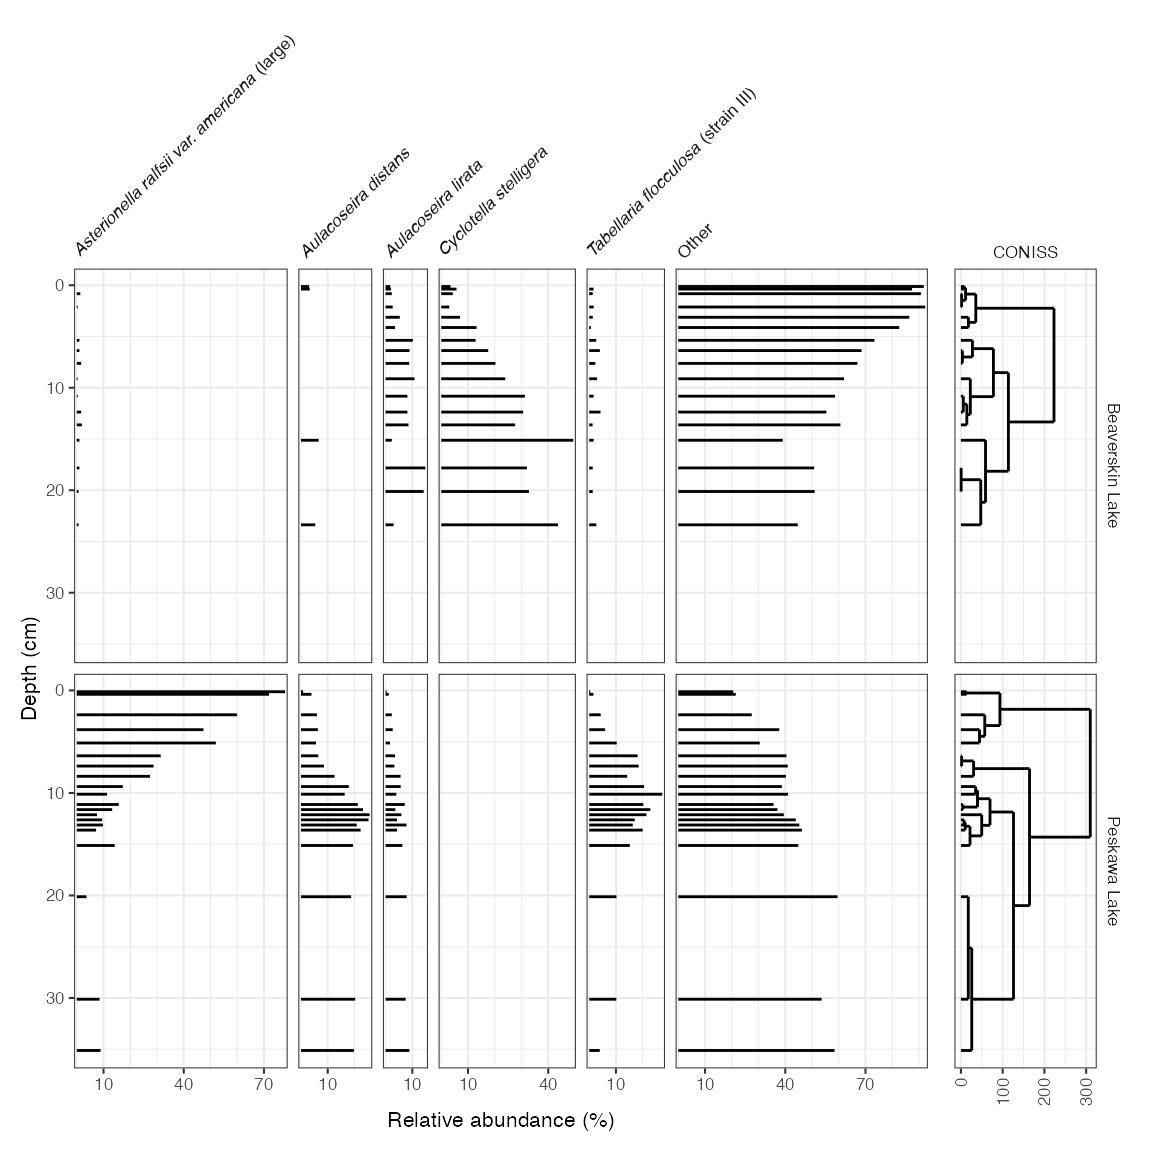 Asterionella ralfsii var. americana (large)
Aulacoseira distans
Aulacoseira lirata
Cyclotella stelligera
Tabellaria flocculosa (strain III)
Other
CONISS
0
10
20
30
Beaverskin Lake
Depth (cm)
0
10
20
30
Peskawa Lake
10 40 70
10
10
10 40
10
10 40 70
0 100 200 300
Relative abundance (%)